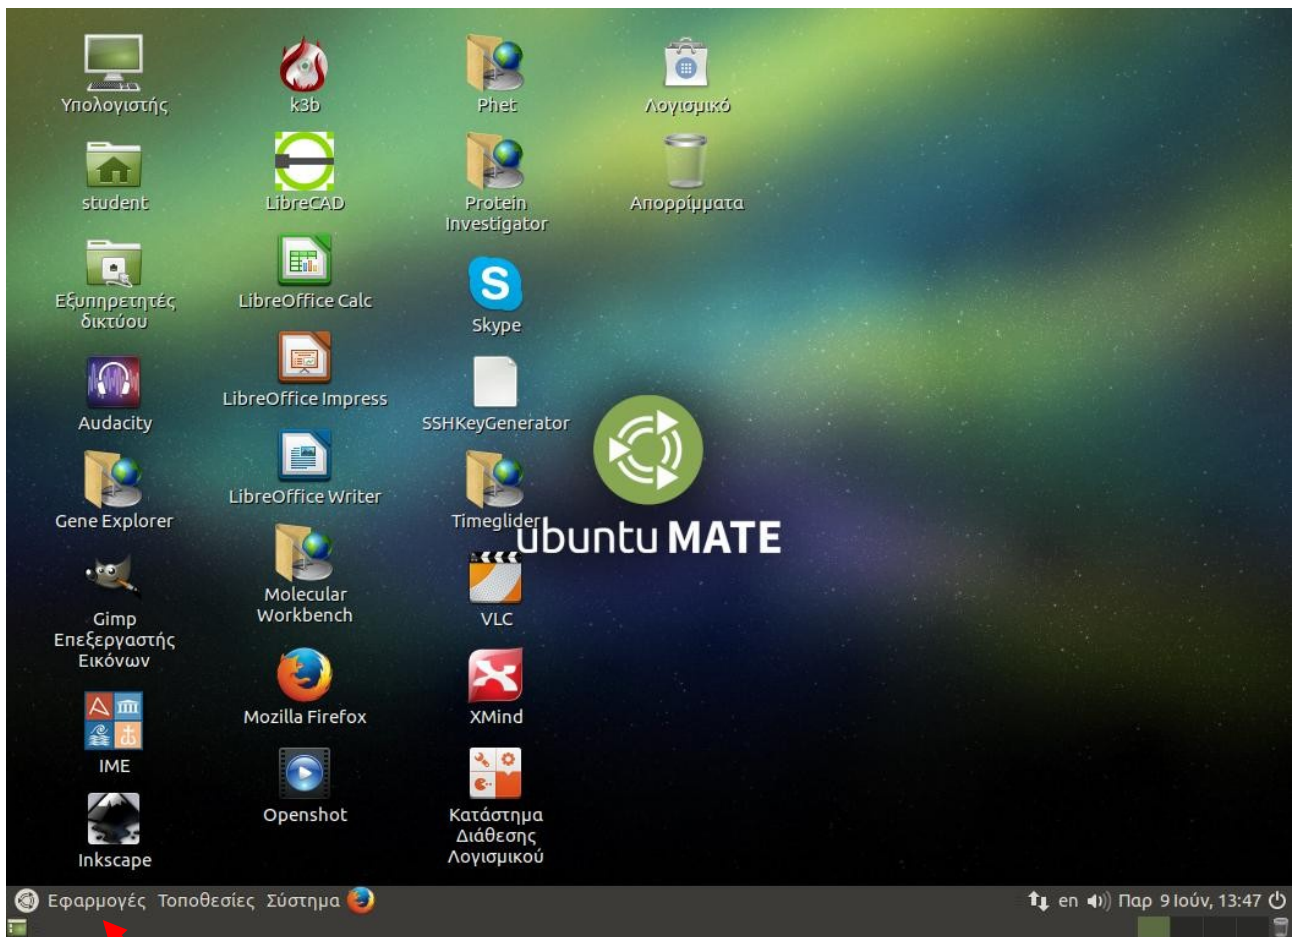 Υπολογιστής
student
Εξυπηρετητές
δικτύου
Audacity
Gene Explorer
Gimp
Επεξεργαστής
Εικόνων
IME
Inkscape
k3b
LibreCAD
LibreOffice Calc
LibreOffice Impress
LibreOffice Writer
Molecular
Workbench
Mozilla Firefox
Openshot
Phet
Protein
Investigator
Skype
SSHKeyGenerator
Timeglider
VLC
XMind
Κατάστημα
Διάθεσης
Λογισμικού
Λογισμικό
Απορρίμματα
ubuntu MATE
Εφαρμογές Τοποθεσίες Σύστημα
en Παρ 9 Ιούν, 13:47